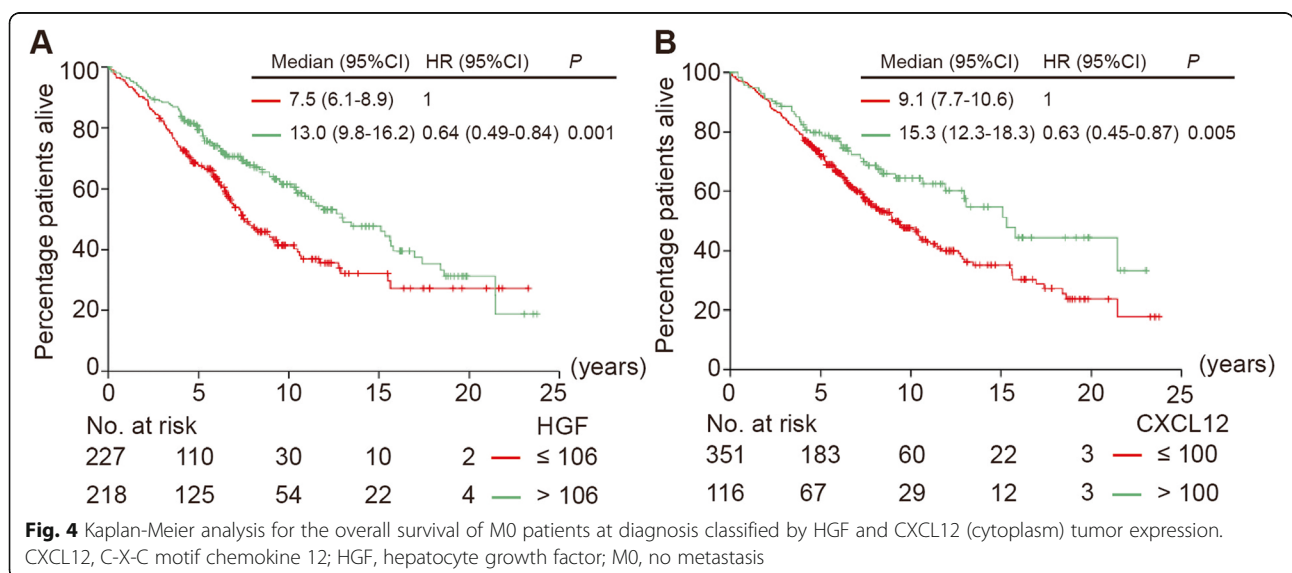 A
Percentage patients alive
100
80
60
40
20
0
Median (95%CI) HR (95%CI) P
7.5 (6.1-8.9) 1
13.0 (9.8-16.2) 0.64 (0.49-0.84) 0.001
0 5 10 15 20 25
(years)
No. at risk HGF
227 110 30 10 2 ≤ 106
218 125 54 22 4 > 106
B
Percentage patients alive
100
80
60
40
20
0
Median (95%CI) HR (95%CI) P
9.1 (7.7-10.6) 1
15.3 (12.3-18.3) 0.63 (0.45-0.87) 0.005
0 5 10 15 20 25
(years)
No. at risk CXCL12
351 183 60 22 3 ≤ 100
116 67 29 12 3 > 100
Fig. 4 Kaplan-Meier analysis for the overall survival of M0 patients at diagnosis classified by HGF and CXCL12 (cytoplasm) tumor expression.
CXCL12, C-X-C motif chemokine 12; HGF, hepatocyte growth factor; M0, no metastasis